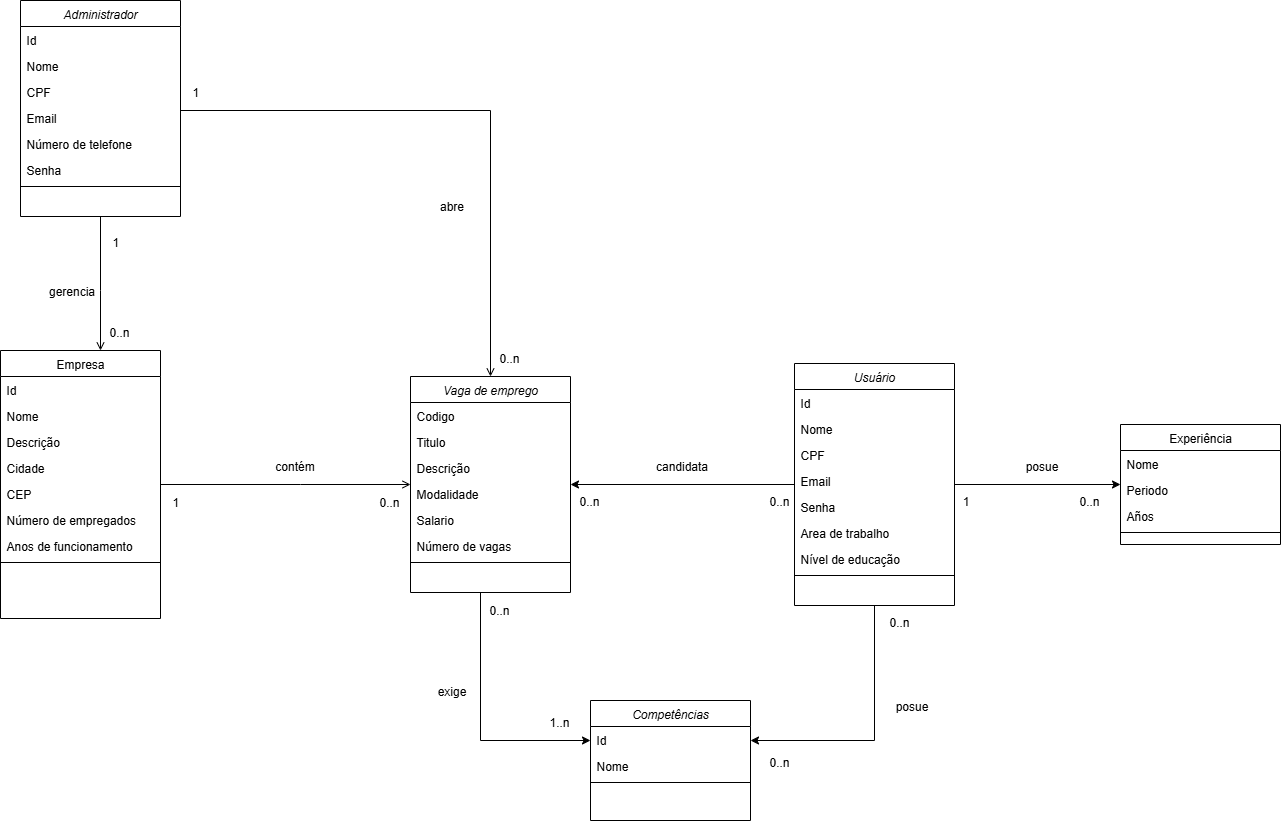 Administrador
Id
Nome
CPF
Email
Número de telefone
Senha
1
abre
0..n
1
gerencia
0..n
Empresa
Id
Nome
Descrição
Cidade
CEP
Número de empregados
Anos de funcionamento
contém
1
0..n
Vaga de emprego
Codigo
Titulo
Descrição
Modalidade
Salario
Número de vagas
candidata
0..n
0..n
Usuário
Id
Nome
CPF
Email
Senha
Area de trabalho
Nível de educação
posue
1
0..n
Experiência
Nome
Periodo
Años
0..n
exige
1..n
0..n
posue
0..n
Competências
Id
Nome